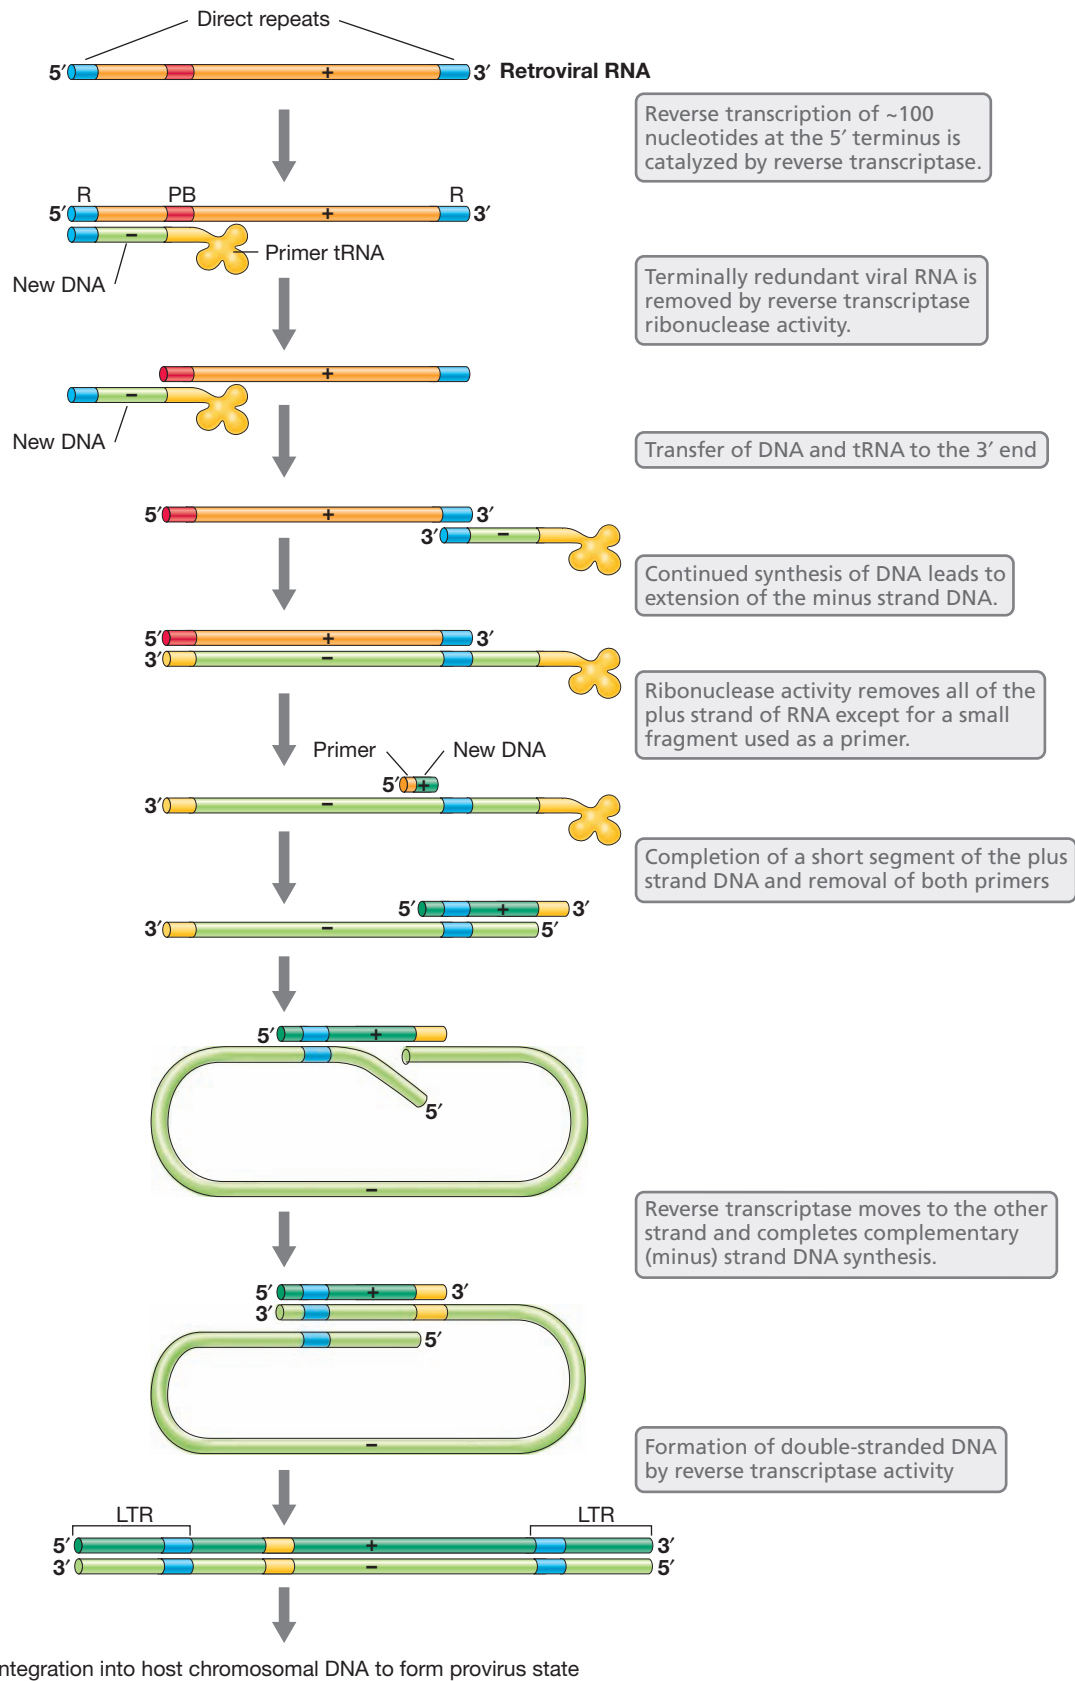 Direct repeats
5′ + 3′ Retroviral RNA
Reverse transcription of ~100
nucleotides at the 5′ terminus is
catalyzed by reverse transcriptase.
R PB R
5′ + 3′
−
Primer tRNA
New DNA
Terminally redundant viral RNA is
removed by reverse transcriptase
ribonuclease activity.
+
−
New DNA
Transfer of DNA and tRNA to the 3′ end
5′ + 3′
3′ −
Continued synthesis of DNA leads to
extension of the minus strand DNA.
5′ + 3′
3′ −
Ribonuclease activity removes all of the
plus strand of RNA except for a small
fragment used as a primer.
Primer New DNA
5′ +
3′ −
Completion of a short segment of the plus
strand DNA and removal of both primers
5′ + 3′
3′ − 5′
5′ +
5′
−
Reverse transcriptase moves to the other
strand and completes complementary
(minus) strand DNA synthesis.
5′ + 3′
3′
5′
−
Formation of double-stranded DNA
by reverse transcriptase activity
LTR LTR
5′ + 3′
3′ − 5′
ntegration into host chromosomal DNA to form provirus state